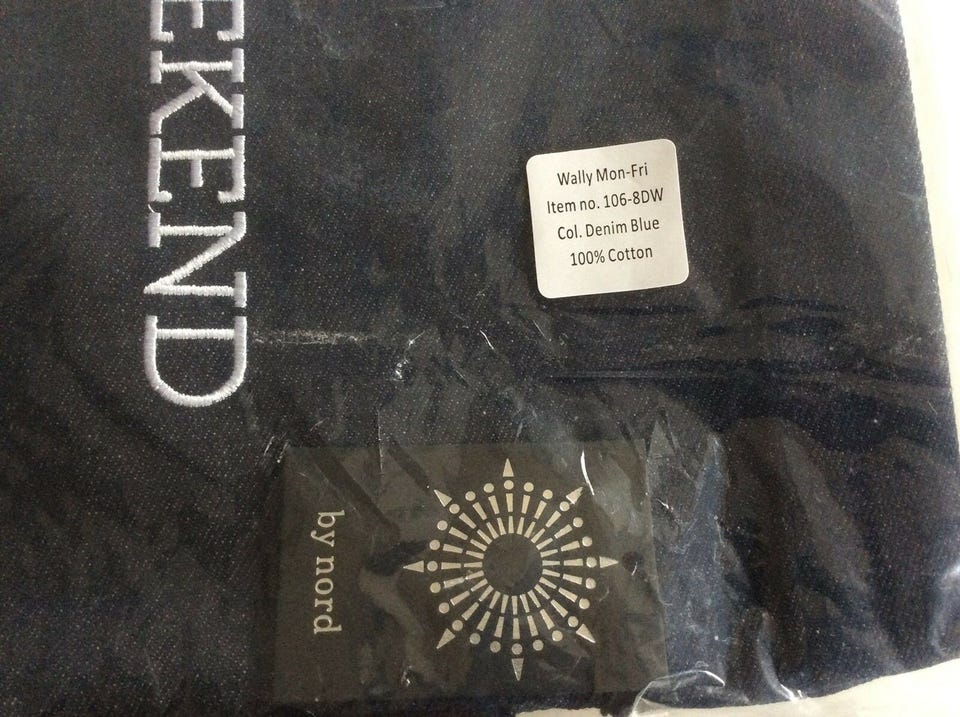 EKEND
Wally Mon-Fri
Item no. 106-8DW
Col. Denim Blue
100% Cotton
by nord